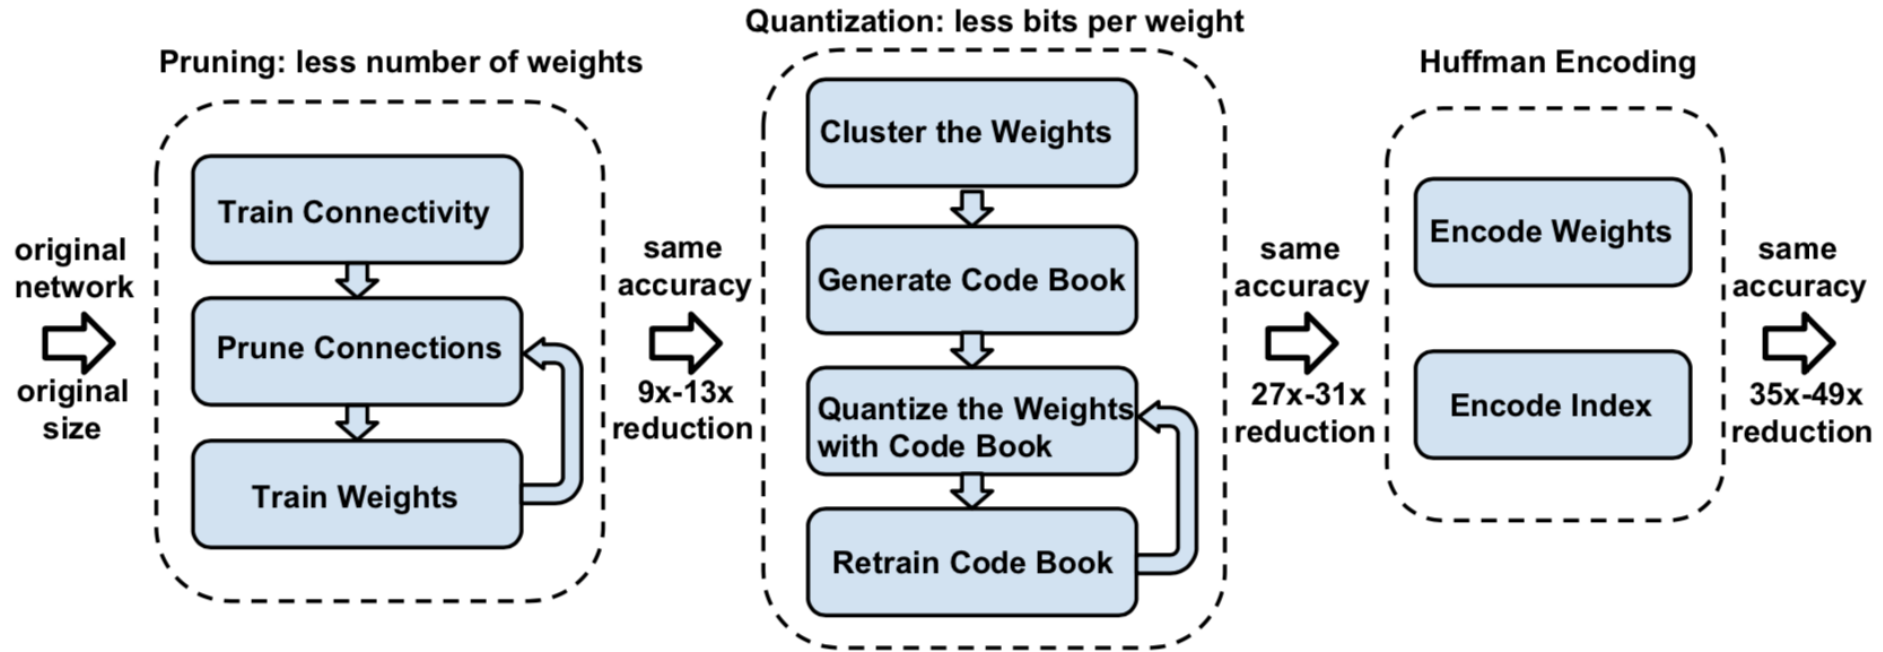 original
network
original
size
Pruning: less number of weights
Train Connectivity
Prune Connections
Train Weights
same
accuracy
9x-13x
reduction
Quantization: less bits per weight
Cluster the Weights
Generate Code Book
Quantize the Weights
with Code Book
Retrain Code Book
same
accuracy
27x-31x
reduction
Huffman Encoding
Encode Weights
Encode Index
same
accuracy
35x-49x
reduction